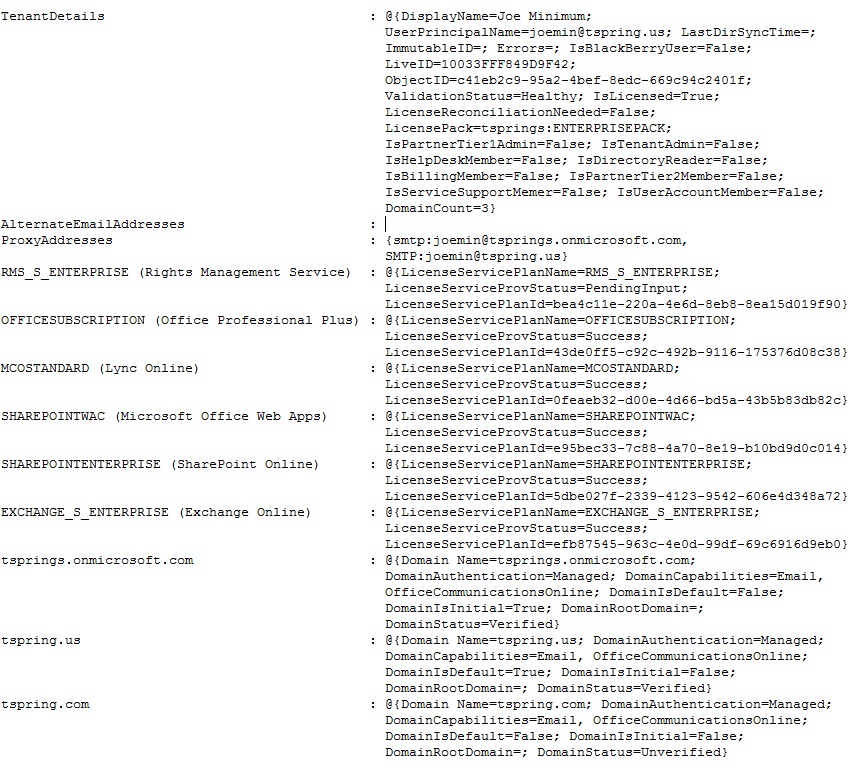 TenantDetails : @{DisplayName=Joe Minimum;
UserPrincipalName=joemin@tspring.us; LastDirSyncTime=;
ImmutableID=; Errors=; IsBlackBerryUser=False;
LiveID=10033FFF849D9F42;
ObjectID=c41eb2c9-95a2-4bef-8edc-669c94c2401f;
ValidationStatus=Healthy; IsLicensed=True;
LicenseReconciliationNeeded=False;
LicensePack=tsprings:ENTERPRISEPACK;
IsPartnerTier1Admin=False; IsTenantAdmin=False;
IsHelpDeskMember=False; IsDirectoryReader=False;
IsBillingMember=False; IsPartnerTier2Member=False;
IsServiceSupportMemer=False; IsUserAccountMember=False;
DomainCount=3}
AlternateEmailAddresses :
ProxyAddresses : {smtp:joemin@tsprings.onmicrosoft.com,
SMTP:joemin@tspring.us}
RMS_S_ENTERPRISE (Rights Management Service) : @{LicenseServicePlanName=RMS_S_ENTERPRISE;
LicenseServiceProvStatus=PendingInput;
LicenseServicePlanId=bea4c11e-220a-4e6d-8eb8-8ea15d019f90}
OFFICESUBSCRIPTION (Office Professional Plus) : @{LicenseServicePlanName=OFFICESUBSCRIPTION;
LicenseServiceProvStatus=Success;
LicenseServicePlanId=43de0ff5-c92c-492b-9116-175376d08c38}
MCOSTANDARD (Lync Online) : @{LicenseServicePlanName=MCOSTANDARD;
LicenseServiceProvStatus=Success;
LicenseServicePlanId=0feaeb32-d00e-4d66-bd5a-43b5b83db82c}
SHAREPOINTWAC (Microsoft Office Web Apps) : @{LicenseServicePlanName=SHAREPOINTWAC;
LicenseServiceProvStatus=Success;
LicenseServicePlanId=e95bec33-7c88-4a70-8e19-b10bd9d0c014}
SHAREPOINTENTERPRISE (SharePoint Online) : @{LicenseServicePlanName=SHAREPOINTENTERPRISE;
LicenseServiceProvStatus=Success;
LicenseServicePlanId=5dbe027f-2339-4123-9542-606e4d348a72}
EXCHANGE_S_ENTERPRISE (Exchange Online) : @{LicenseServicePlanName=EXCHANGE_S_ENTERPRISE;
LicenseServiceProvStatus=Success;
LicenseServicePlanId=efb87545-963c-4e0d-99df-69c6916d9eb0}
tsprings.onmicrosoft.com : @{Domain Name=tsprings.onmicrosoft.com;
DomainAuthentication=Managed; DomainCapabilities=Email,
OfficeCommunicationsOnline; DomainIsDefault=False;
DomainIsInitial=True; DomainRootDomain=;
DomainStatus=Verified}
tspring.us : @{Domain Name=tspring.us; DomainAuthentication=Managed;
DomainCapabilities=Email, OfficeCommunicationsOnline;
DomainIsDefault=True; DomainIsInitial=False;
DomainRootDomain=; DomainStatus=Verified}
tspring.com : @{Domain Name=tspring.com; DomainAuthentication=Managed;
DomainCapabilities=Email, OfficeCommunicationsOnline;
DomainIsDefault=False; DomainIsInitial=False;
DomainRootDomain=; DomainStatus=Unverified}